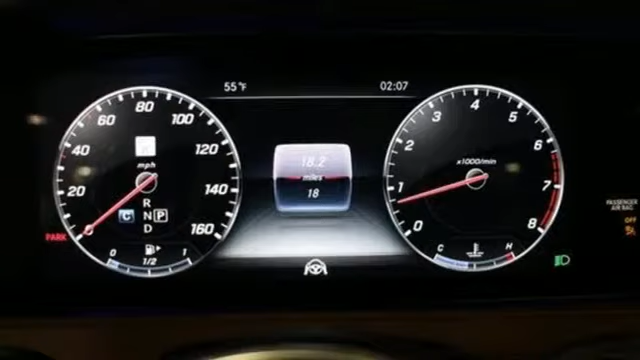 55°F
02:07
20
40
60
80
100
120
140
160
mph
C
R
N
D
P
PARK
0
1/2
1
18.2
miles
18
0
1
2
3
4
5
6
7
8
x1000/min
C
H
PASSENGER
AIR BAG
OFF